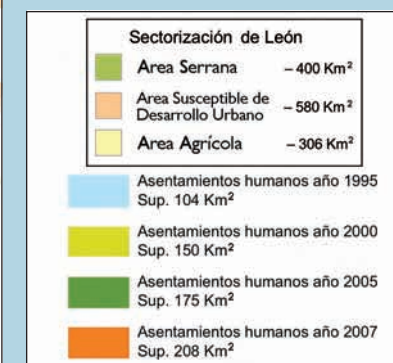 Sectorización de León
Area Serrana – 400 Km²
Area Susceptible de
Desarrollo Urbano – 580 Km²
Area Agrícola – 306 Km²
Asentamientos humanos año 1995
Sup. 104 Km²
Asentamientos humanos año 2000
Sup. 150 Km²
Asentamientos humanos año 2005
Sup. 175 Km²
Asentamientos humanos año 2007
Sup. 208 Km²